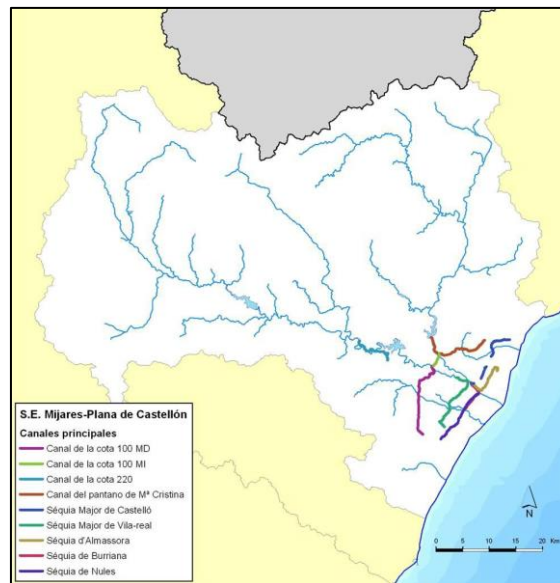 S.E. Mijares-Plana de Castellón
Canales principales
Canal de la cota 100 MD
Canal de la cota 100 MI
Canal de la cota 220
Canal del pantano de Mª Cristina
Séquia Major de Castelló
Séquia Major de Vila-real
Séquia d'Almassora
Séquia de Burriana
Séquia de Nules
N
0 5 10 15 20 Km